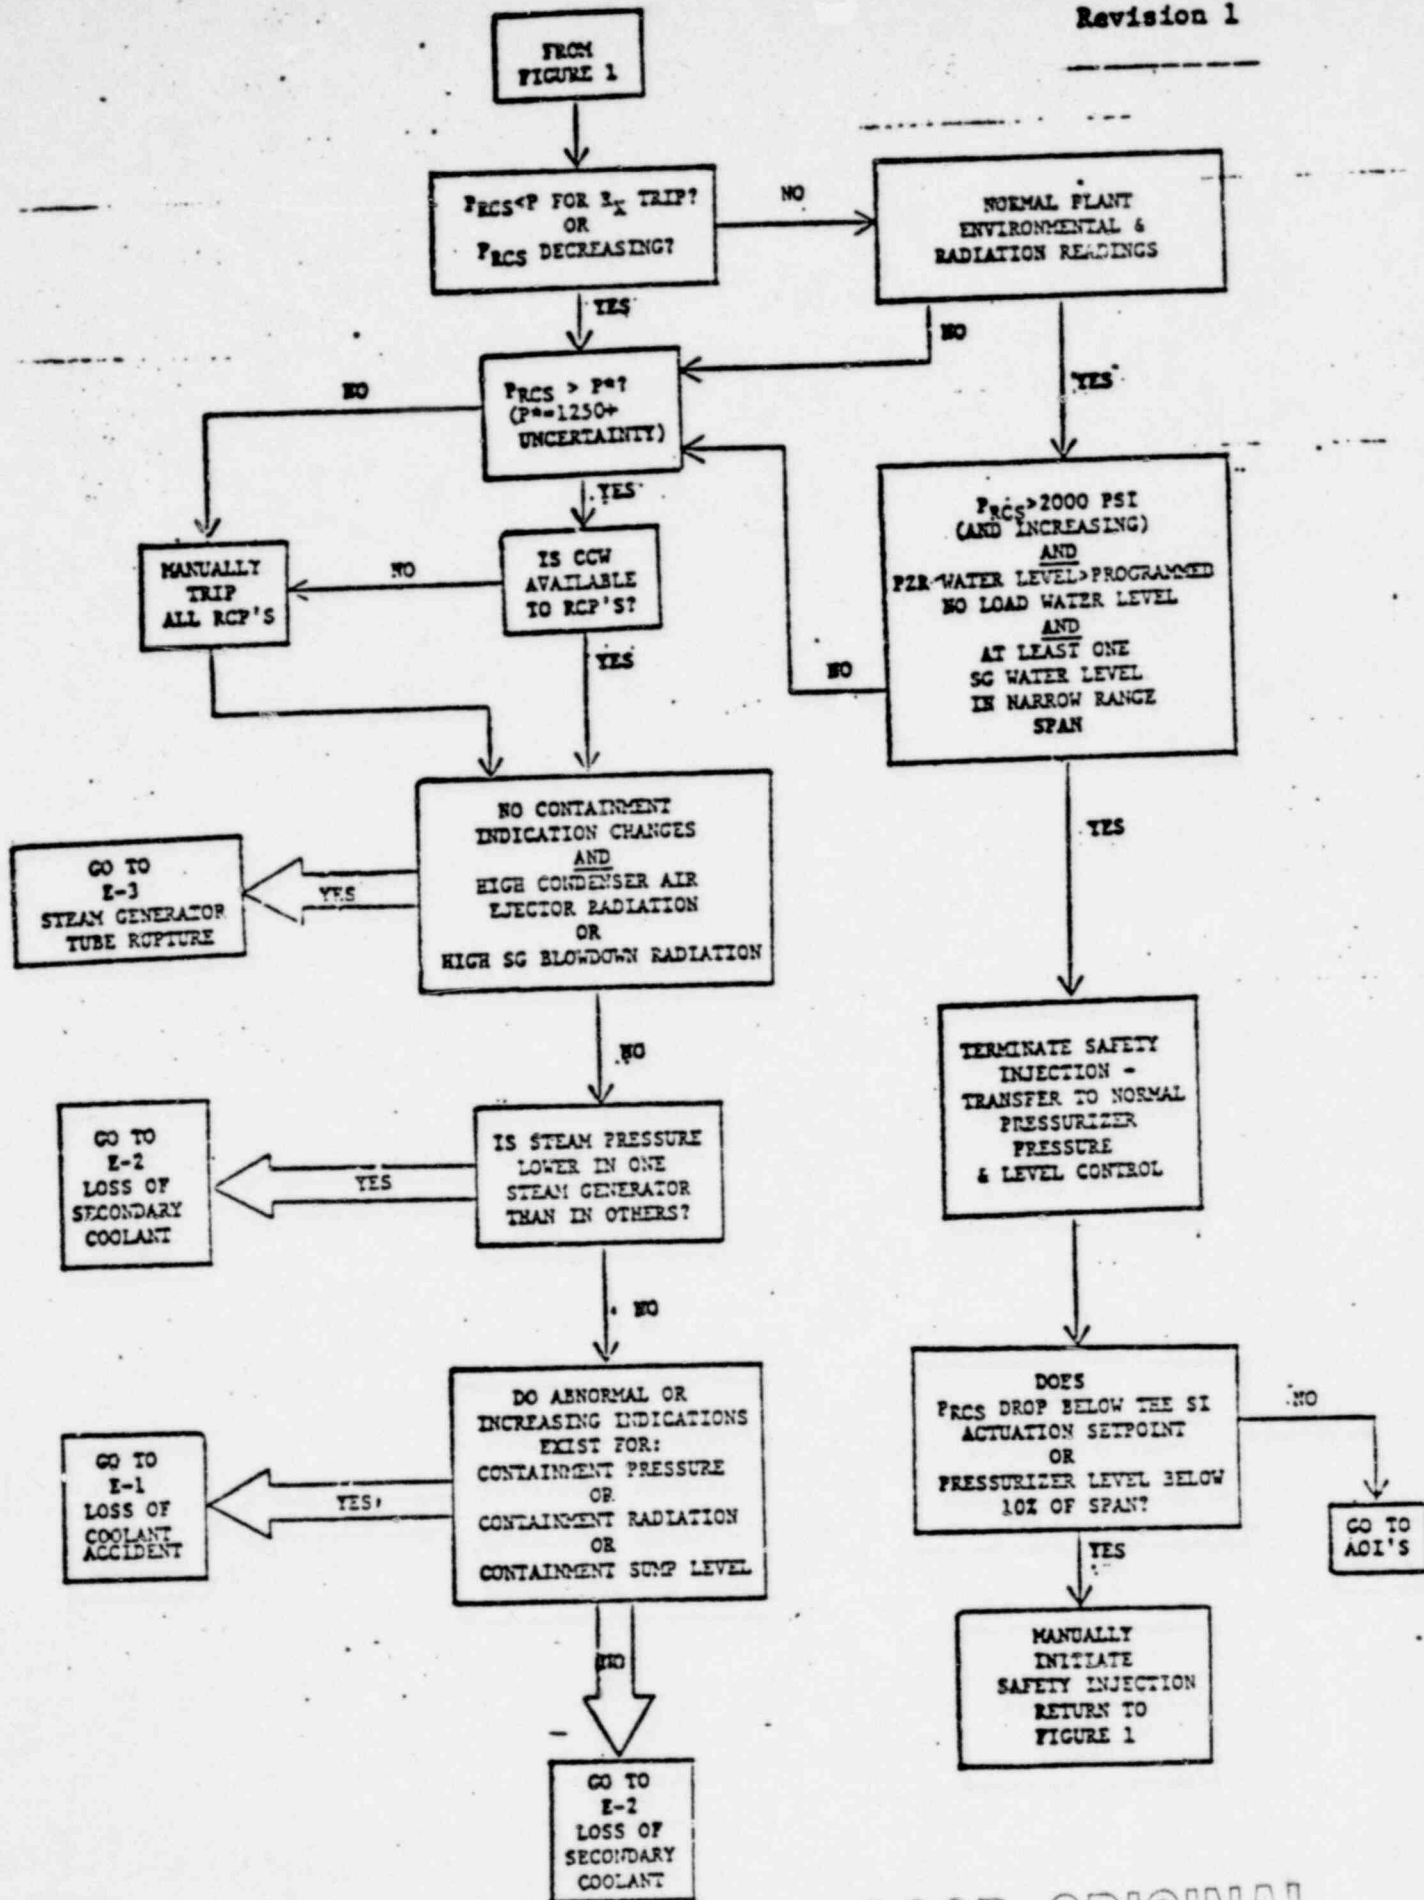 Revision 1
FROM
FIGURE 1
PRCS<P FOR RX TRIP?
OR
PRCS DECREASING?
NO
NORMAL PLANT
ENVIRONMENTAL &
RADIATION READINGS
YES
NO
YES
NO
PRCS > P*?
(P*=1250+
UNCERTAINTY)
YES
PRCS>2000 PSI
(AND INCREASING)
AND
PZR WATER LEVEL>PROGRAMMED
NO LOAD WATER LEVEL
AND
AT LEAST ONE
SG WATER LEVEL
IN NARROW RANGE
SPAN
NO
YES
MANUALLY
TRIP
ALL RCP'S
NO
IS CCW
AVAILABLE
TO RCP'S?
YES
NO CONTAINMENT
INDICATION CHANGES
AND
HIGH CONDENSER AIR
EJECTOR RADIATION
OR
HIGH SG BLOWDOWN RADIATION
YES
GO TO
E-3
STEAM GENERATOR
TUBE RUPTURE
NO
TERMINATE SAFETY
INJECTION -
TRANSFER TO NORMAL
PRESSURIZER
PRESSURE
& LEVEL CONTROL
GO TO
E-2
LOSS OF
SECONDARY
COOLANT
YES
IS STEAM PRESSURE
LOWER IN ONE
STEAM GENERATOR
THAN IN OTHERS?
NO
DO ABNORMAL OR
INCREASING INDICATIONS
EXIST FOR:
CONTAINMENT PRESSURE
OR
CONTAINMENT RADIATION
OR
CONTAINMENT SUMP LEVEL
YES
GO TO
E-1
LOSS OF
COOLANT
ACCIDENT
DOES
PRCS DROP BELOW THE SI
ACTUATION SETPOINT
OR
PRESSURIZER LEVEL BELOW
10% OF SPAN?
NO
GO TO
AOI'S
YES
MANUALLY
INITIATE
SAFETY INJECTION
RETURN TO
FIGURE 1
NO
GO TO
E-2
LOSS OF
SECONDARY
COOLANT
ORIGINAL